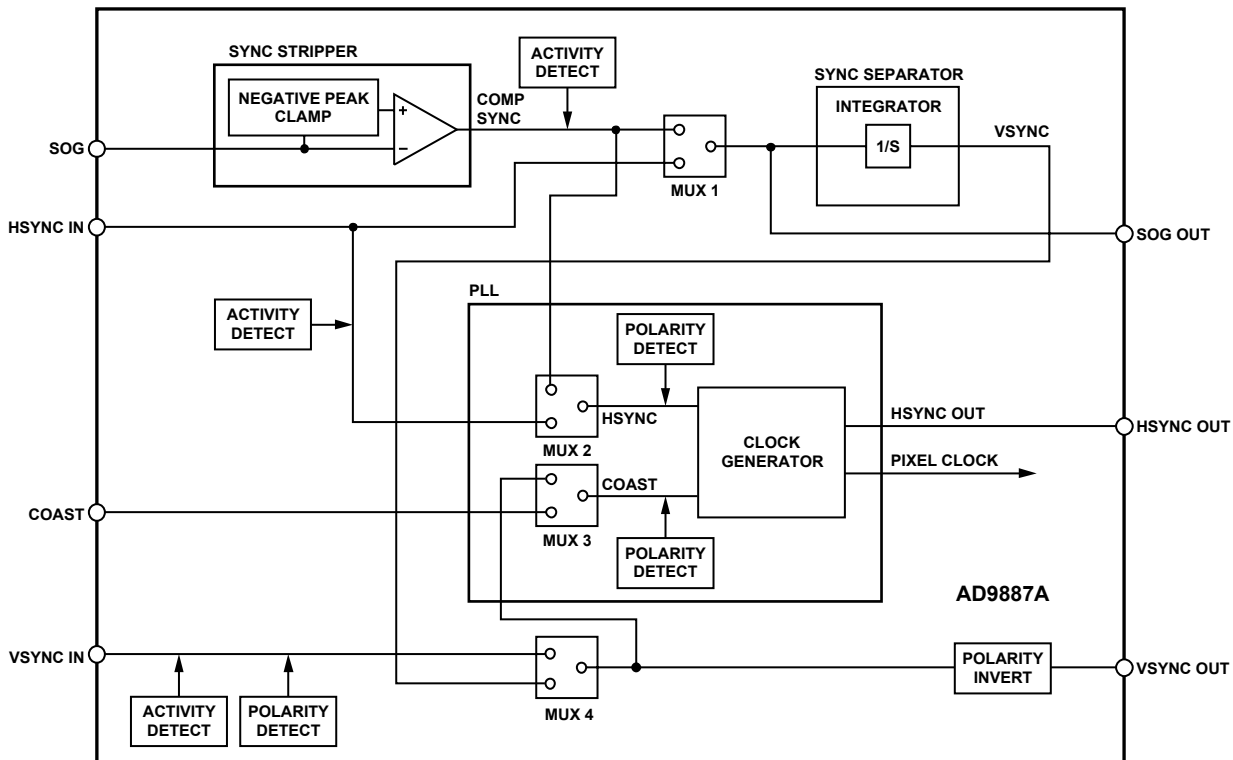 SYNC STRIPPER
NEGATIVE PEAK
CLAMP
+
−
COMP
SYNC
ACTIVITY
DETECT
SYNC SEPARATOR
INTEGRATOR
1/S
VSYNC
SOG
MUX 1
HSYNC IN
SOG OUT
ACTIVITY
DETECT
PLL
POLARITY
DETECT
HSYNC
MUX 2
CLOCK
GENERATOR
HSYNC OUT
HSYNC OUT
PIXEL CLOCK
COAST
COAST
MUX 3
POLARITY
DETECT
AD9887A
VSYNC IN
ACTIVITY
DETECT
POLARITY
DETECT
MUX 4
POLARITY
INVERT
VSYNC OUT